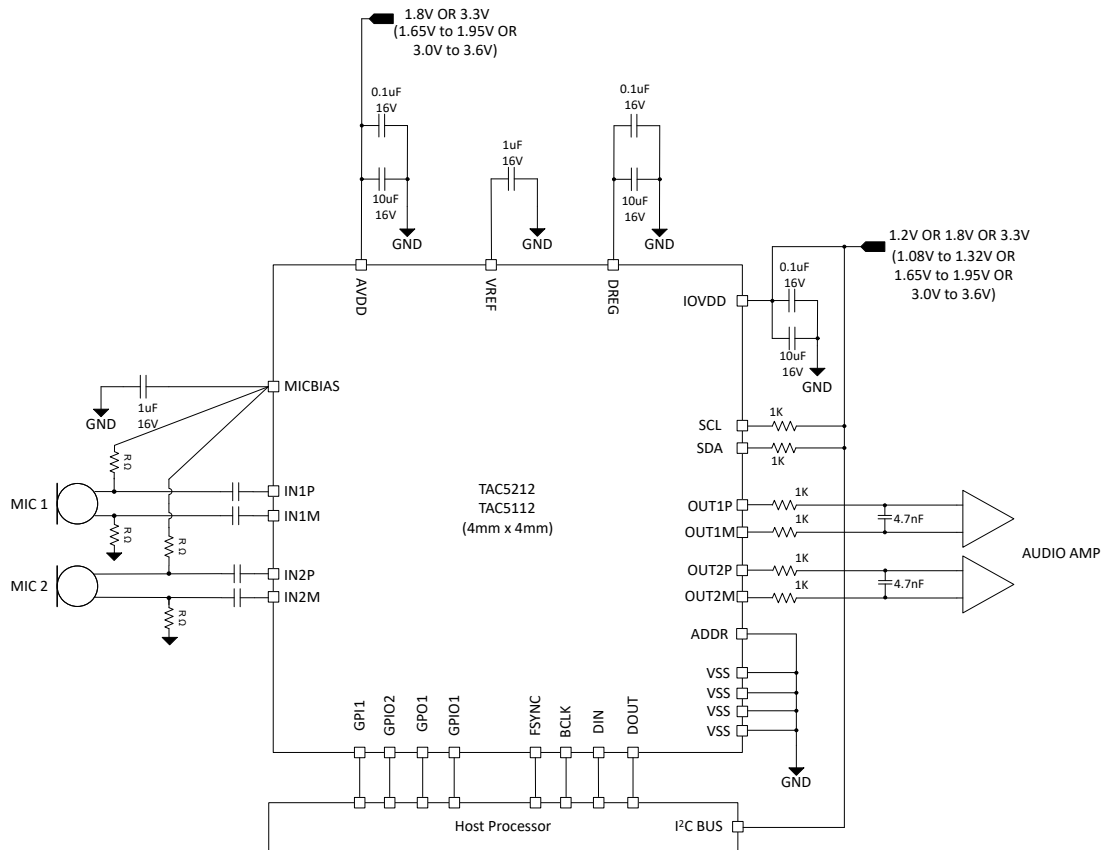 1.8V OR 3.3V
(1.65V to 1.95V OR
3.0V to 3.6V)
0.1uF
16V
10uF
16V
GND
1uF
16V
GND
0.1uF
16V
10uF
16V
GND
1.2V OR 1.8V OR 3.3V
(1.08V to 1.32V OR
1.65V to 1.95V OR
3.0V to 3.6V)
0.1uF
16V
10uF
16V
GND
AVDD
VREF
DREG
IOVDD
MICBIAS
1uF
16V
GND
R Ω
R Ω
R Ω
R Ω
MIC 1
MIC 2
IN1P
IN1M
IN2P
IN2M
TAC5212
TAC5112
(4mm x 4mm)
SCL
1K
SDA
1K
OUT1P
1K
OUT1M
1K
4.7nF
OUT2P
1K
OUT2M
1K
4.7nF
AUDIO AMP
ADDR
VSS
VSS
VSS
VSS
GND
GPI1
GPIO2
GPO1
GPIO1
FSYNC
BCLK
DIN
DOUT
Host Processor
I²C BUS